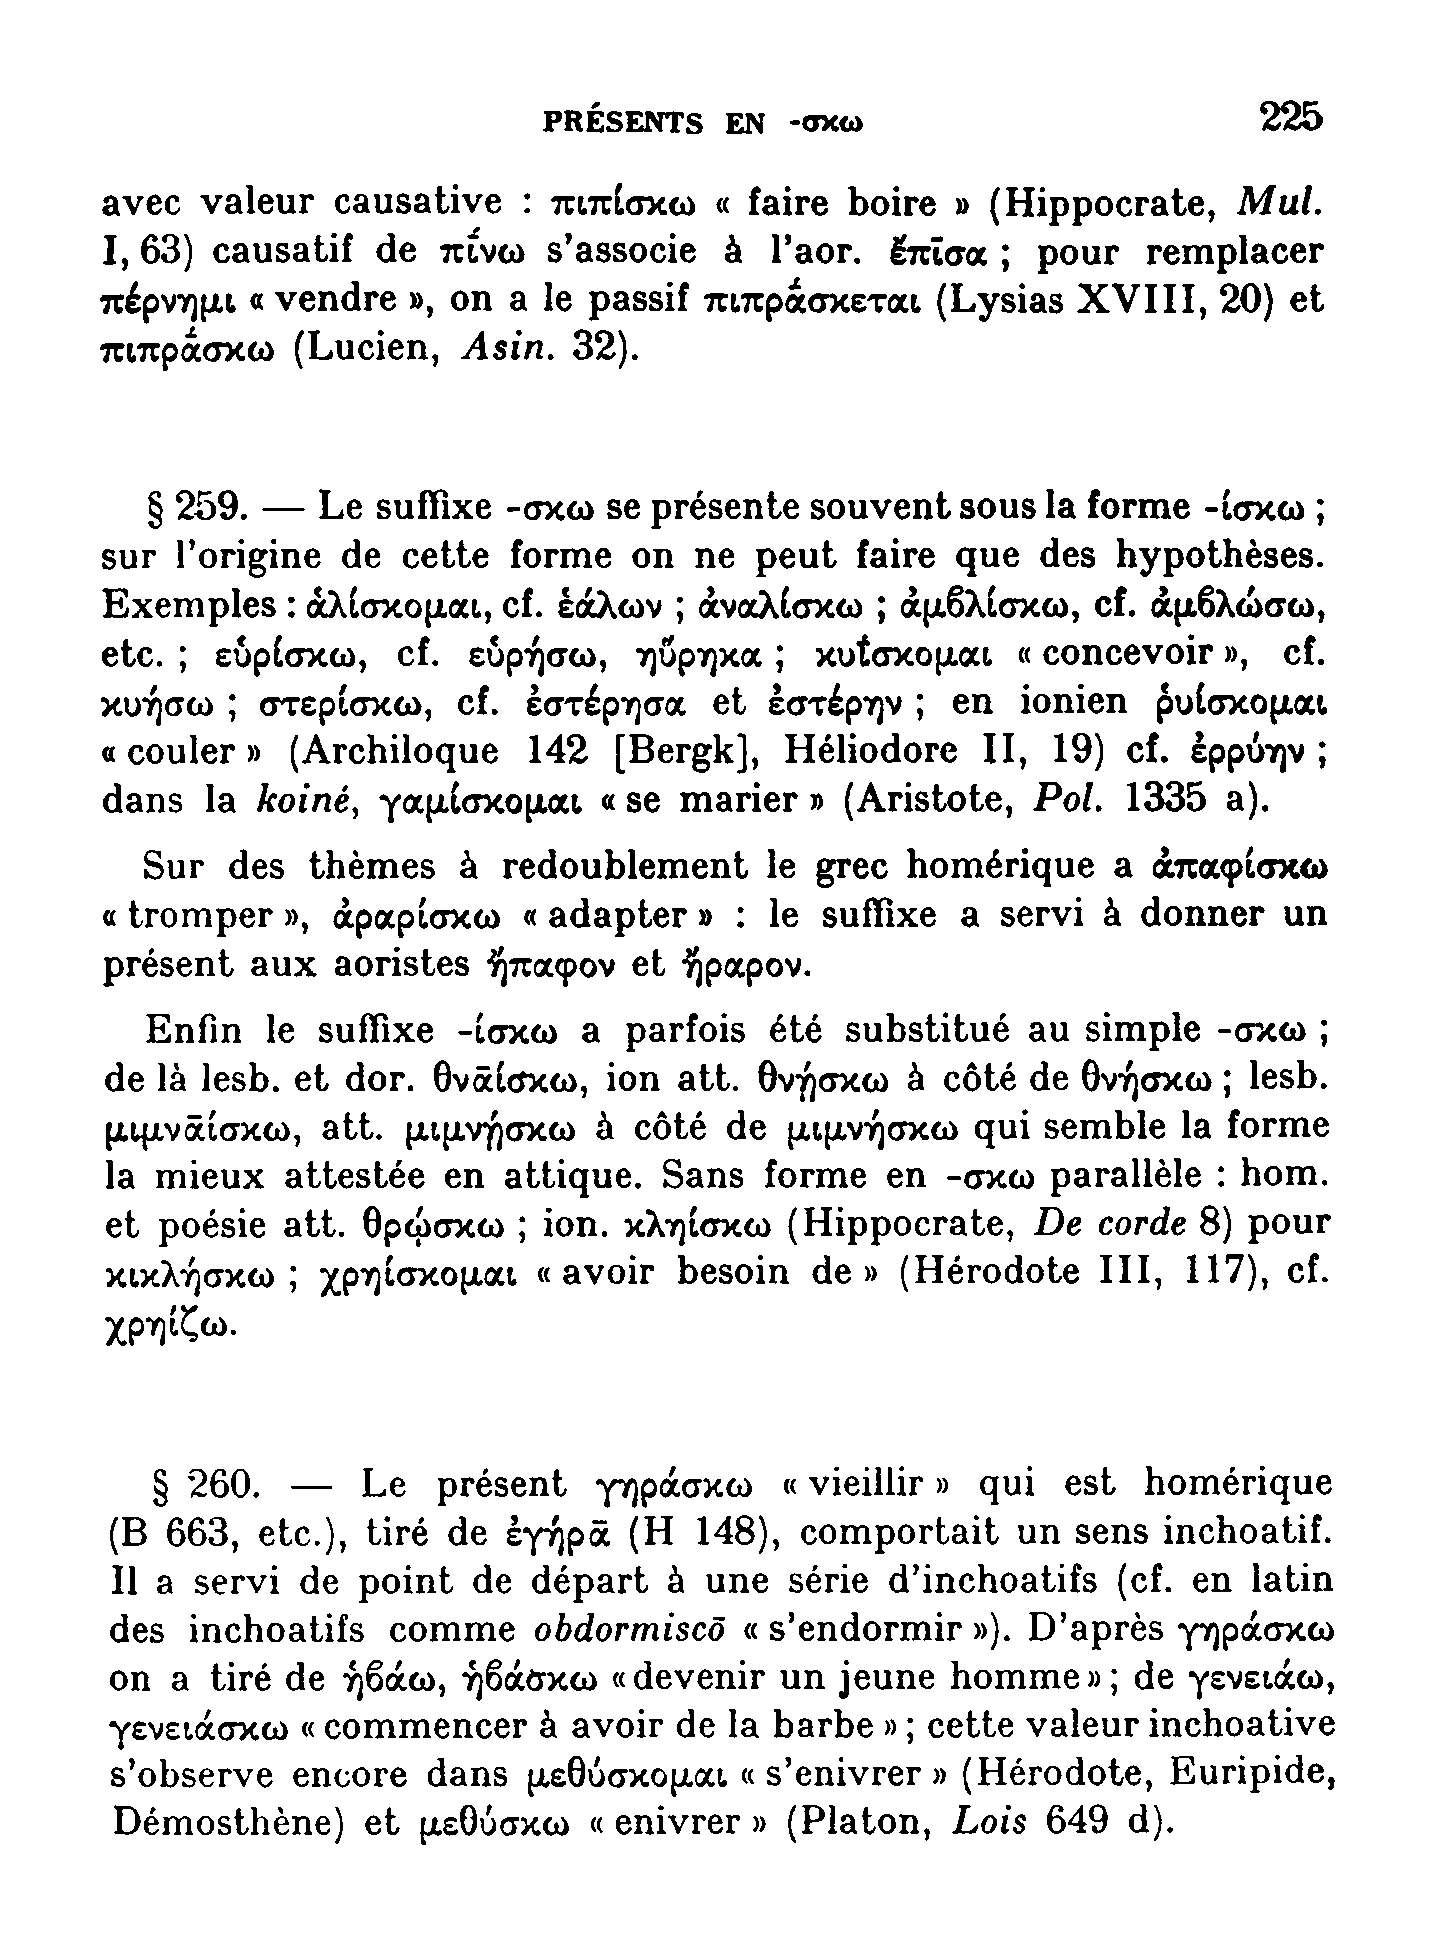 PRÉSENTS EN -σκω 225
avec valeur causative : πιπίσκω « faire boire » (Hippocrate, Mul.
I, 63) causatif de πῑ́νω s’associe à l’aor. ἔπῑσα ; pour remplacer
πέρνημι « vendre », on a le passif πιπρᾱ́σκεται (Lysias XVIII, 20) et
πιπρᾱ́σκω (Lucien, Asin. 32).
§ 259. — Le suffixe -σκω se présente souvent sous la forme -ίσκω ;
sur l’origine de cette forme on ne peut faire que des hypothèses.
Exemples : ἁλίσκομαι, cf. ἑάλων ; ἀναλίσκω ; ἀμϐλίσκω, cf. ἀμϐλώσω,
etc. ; εὑρίσκω, cf. εὑρήσω, ηὕρηκα ; κυΐσκομαι « concevoir », cf.
κυήσω ; στερίσκω, cf. ἐστέρησα et ἐστέρην ; en ionien ῥυίσκομαι
« couler » (Archiloque 142 [Bergk], Héliodore II, 19) cf. ἐρρύην ;
dans la koiné, γαμίσκομαι « se marier » (Aristote, Pol. 1335 a).
Sur des thèmes à redoublement le grec homérique a ἀπαφίσκω
« tromper », ἀραρίσκω « adapter » : le suffixe a servi à donner un
présent aux aoristes ἤπαφον et ἤραρον.
Enfin le suffixe -ίσκω a parfois été substitué au simple -σκω ;
de là lesb. et dor. θνᾱίσκω, ion att. θνῄσκω à côté de θνήσκω ; lesb.
μιμνᾱίσκω, att. μιμνῄσκω à côté de μιμνήσκω qui semble la forme
la mieux attestée en attique. Sans forme en -σκω parallèle : hom.
et poésie att. θρῴσκω ; ion. κληίσκω (Hippocrate, De corde 8) pour
κικλήσκω ; χρηίσκομαι « avoir besoin de » (Hérodote III, 117), cf.
χρηίζω.
§ 260. — Le présent γηράσκω « vieillir » qui est homérique
(B 663, etc.), tiré de ἐγήρᾱ (H 148), comportait un sens inchoatif.
Il a servi de point de départ à une série d’inchoatifs (cf. en latin
des inchoatifs comme obdormiscō « s’endormir »). D’après γηράσκω
on a tiré de ἡϐάω, ἡϐάσκω « devenir un jeune homme » ; de γενειάω,
γενειάσκω « commencer à avoir de la barbe » ; cette valeur inchoative
s’observe encore dans μεθύσκομαι « s’enivrer » (Hérodote, Euripide,
Démosthène) et μεθύσκω « enivrer » (Platon, Lois 649 d).